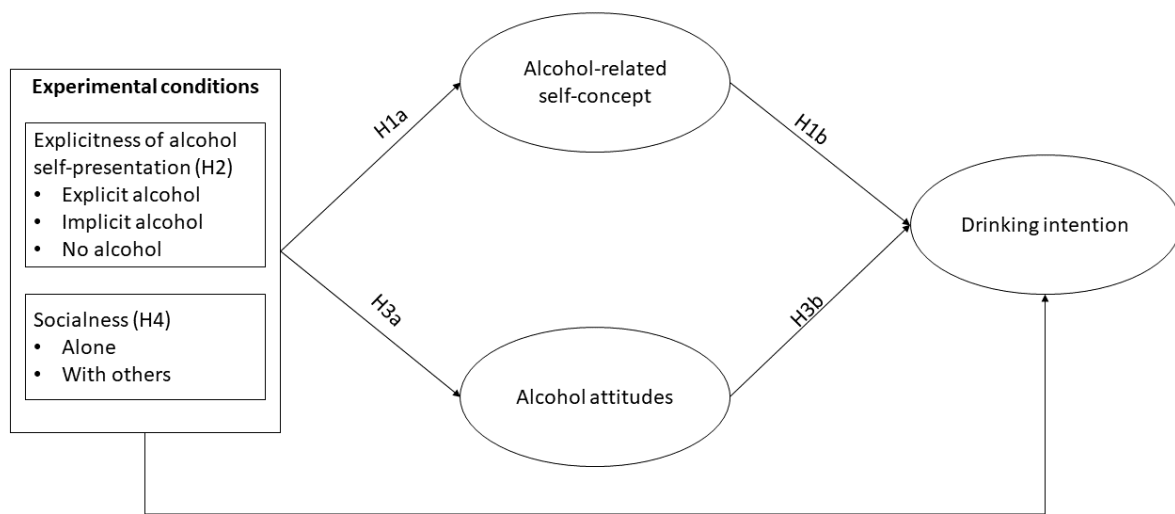 Experimental conditions
Explicitness of alcohol
self-presentation (H2)
• Explicit alcohol
• Implicit alcohol
• No alcohol
Socialness (H4)
• Alone
• With others
H1a
H3a
Alcohol-related
self-concept
Alcohol attitudes
H1b
H3b
Drinking intention